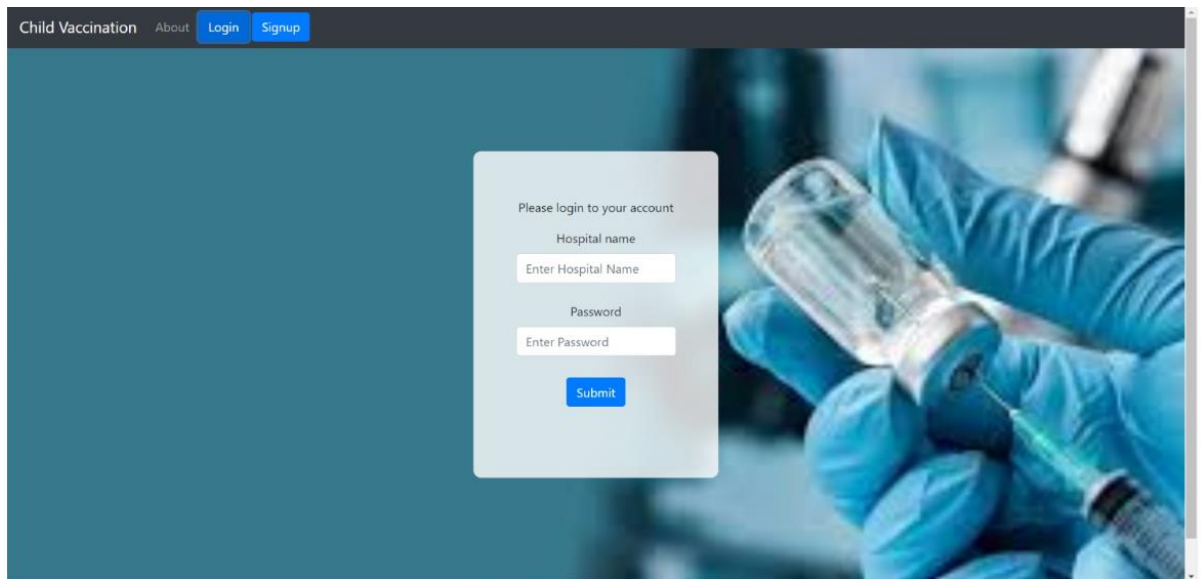 Child Vaccination About Login Signup
Please login to your account
Hospital name
Enter Hospital Name
Password
Enter Password
Submit